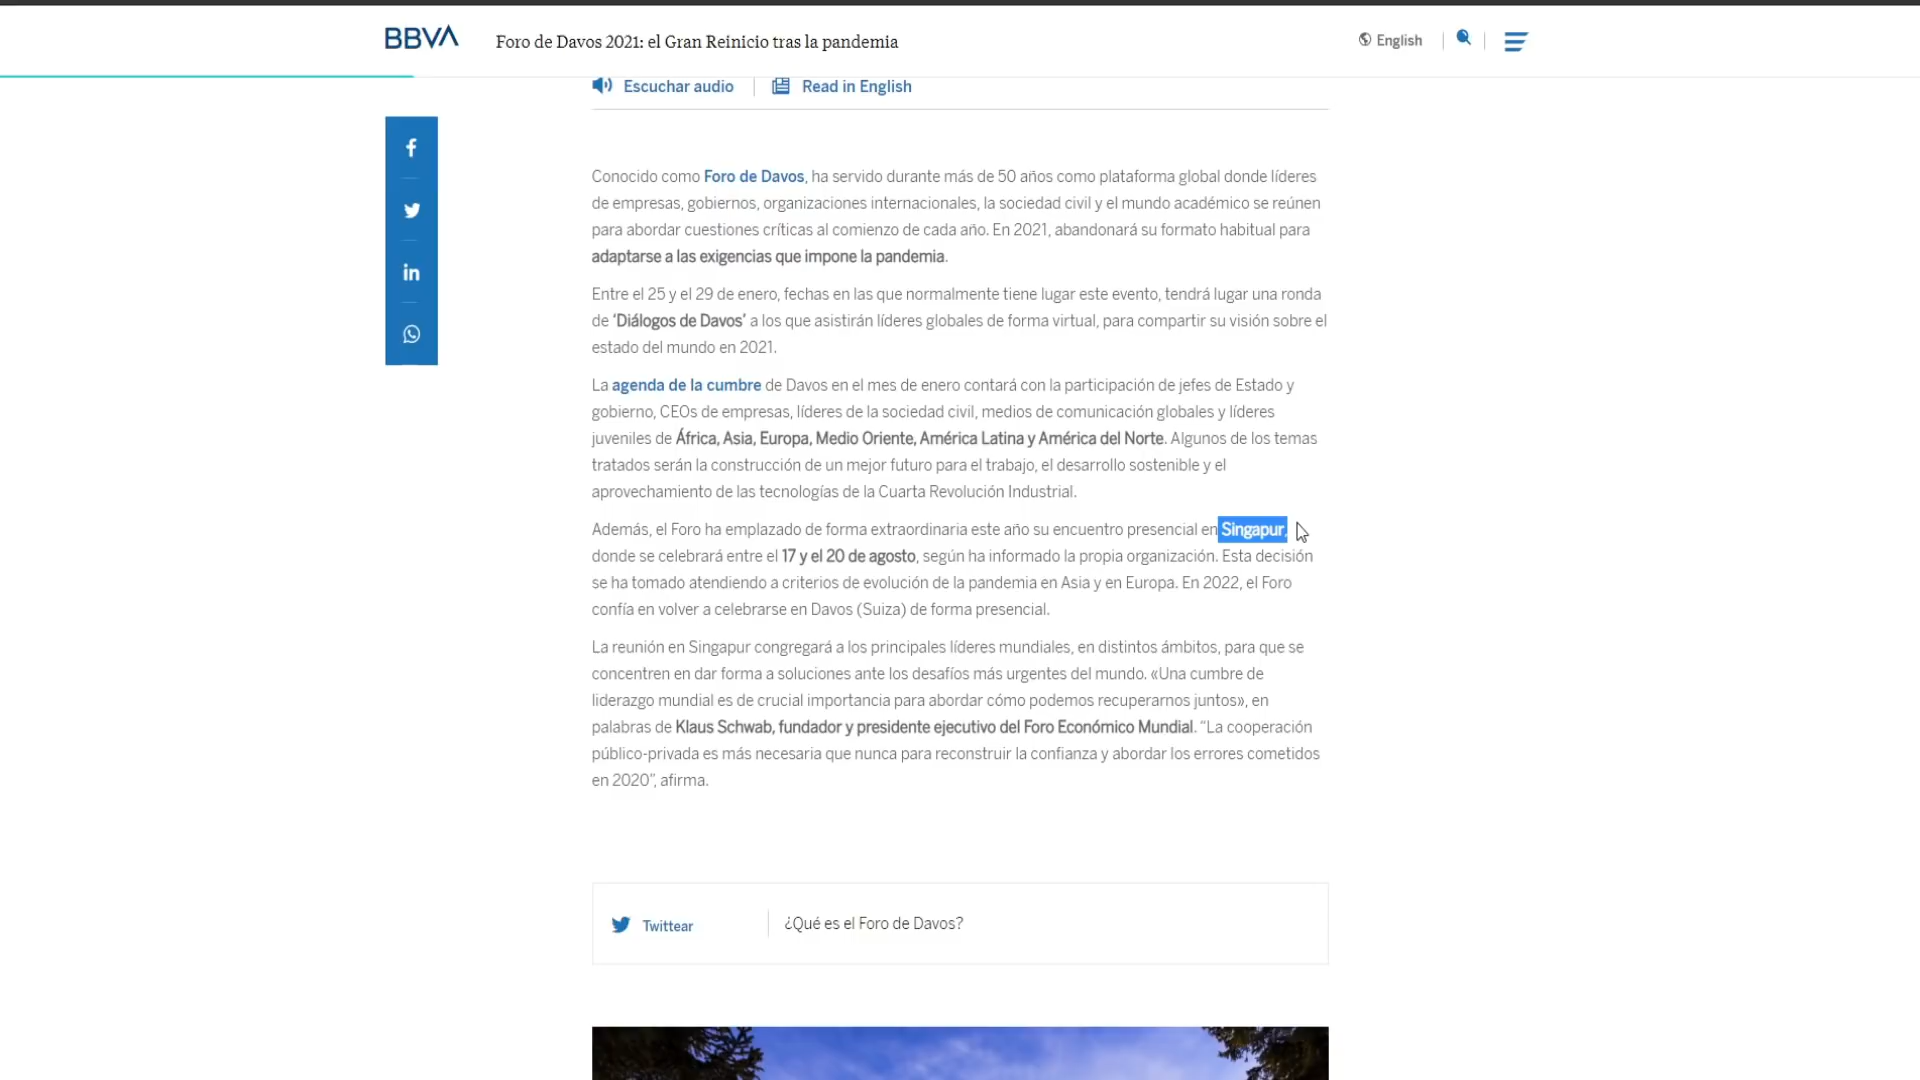 BBVA
Foro de Davos 2021: el Gran Reinicio tras la pandemia
English
Escuchar audio
Read in English
Conocido como Foro de Davos, ha servido durante más de 50 años como plataforma global donde líderes
de empresas, gobiernos, organizaciones internacionales, la sociedad civil y el mundo académico se reúnen
para abordar cuestiones críticas al comienzo de cada año. En 2021, abandonará su formato habitual para
adaptarse a las exigencias que impone la pandemia.
Entre el 25 y el 29 de enero, fechas en las que normalmente tiene lugar este evento, tendrá lugar una ronda
de ‘Diálogos de Davos’ a los que asistirán líderes globales de forma virtual, para compartir su visión sobre el
estado del mundo en 2021.
La agenda de la cumbre de Davos en el mes de enero contará con la participación de jefes de Estado y
gobierno, CEOs de empresas, líderes de la sociedad civil, medios de comunicación globales y líderes
juveniles de África, Asia, Europa, Medio Oriente, América Latina y América del Norte. Algunos de los temas
tratados serán la construcción de un mejor futuro para el trabajo, el desarrollo sostenible y el
aprovechamiento de las tecnologías de la Cuarta Revolución Industrial.
Además, el Foro ha emplazado de forma extraordinaria este año su encuentro presencial en Singapur,
donde se celebrará entre el 17 y el 20 de agosto, según ha informado la propia organización. Esta decisión
se ha tomado atendiendo a criterios de evolución de la pandemia en Asia y en Europa. En 2022, el Foro
confía en volver a celebrarse en Davos (Suiza) de forma presencial.
La reunión en Singapur congregará a los principales líderes mundiales, en distintos ámbitos, para que se
concentren en dar forma a soluciones ante los desafíos más urgentes del mundo. «Una cumbre de
liderazgo mundial es de crucial importancia para abordar cómo podemos recuperarnos juntos», en
palabras de Klaus Schwab, fundador y presidente ejecutivo del Foro Económico Mundial. “La cooperación
público-privada es más necesaria que nunca para reconstruir la confianza y abordar los errores cometidos
en 2020”, afirma.
Twittear
¿Qué es el Foro de Davos?